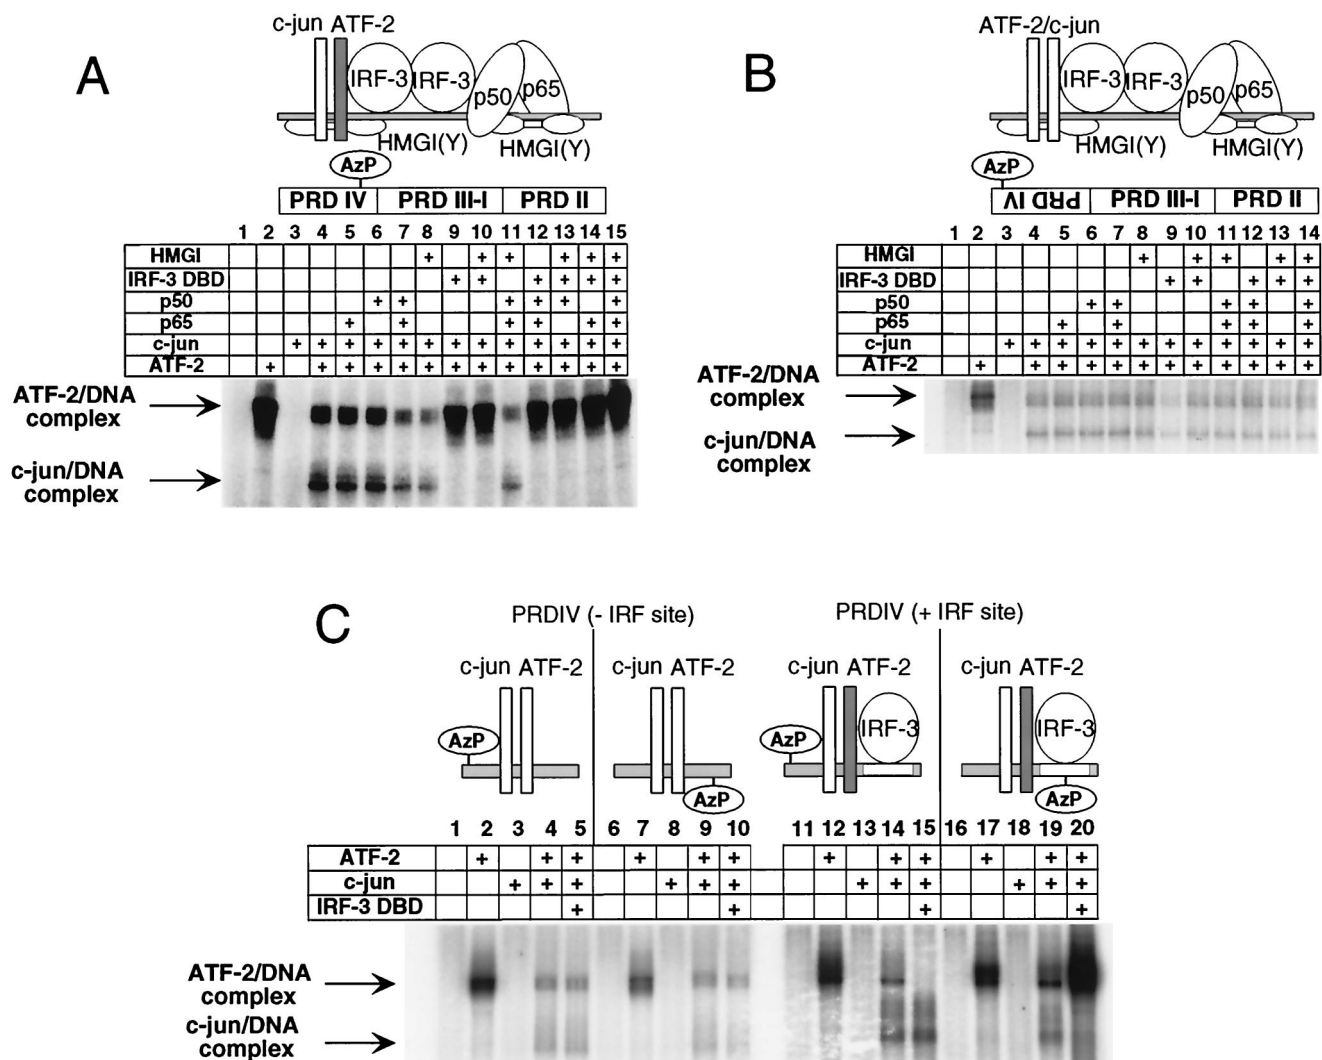 A
c-jun ATF-2
IRF-3 IRF-3 p50 p65
HMGI(Y) HMGI(Y)
AzP
PRD IV PRD III-I PRD II
1 2 3 4 5 6 7 8 9 10 11 12 13 14 15
HMGI + + + + + +
IRF-3 DBD + + + + + +
p50 + + + + + +
p65 + + + + + +
c-jun + + + + + + + + + + + + +
ATF-2 + + + + + + + + + + + + +
ATF-2/DNA
complex
c-jun/DNA
complex
B
ATF-2/c-jun
IRF-3 IRF-3 p50 p65
HMGI(Y) HMGI(Y)
AzP
PRD IV PRD III-I PRD II
1 2 3 4 5 6 7 8 9 10 11 12 13 14
HMGI + + + + +
IRF-3 DBD + + + + +
p50 + + + + +
p65 + + + + +
c-jun + + + + + + + + + + + +
ATF-2 + + + + + + + + + + + +
ATF-2/DNA
complex
c-jun/DNA
complex
C
PRDIV (- IRF site) PRDIV (+ IRF site)
c-jun ATF-2 c-jun ATF-2 c-jun ATF-2 c-jun ATF-2
IRF-3 IRF-3
AzP AzP AzP AzP
1 2 3 4 5 6 7 8 9 10 11 12 13 14 15 16 17 18 19 20
ATF-2 + + + + + + + + + + + +
c-jun + + + + + + + + + + + +
IRF-3 DBD + + + +
ATF-2/DNA
complex
c-jun/DNA
complex